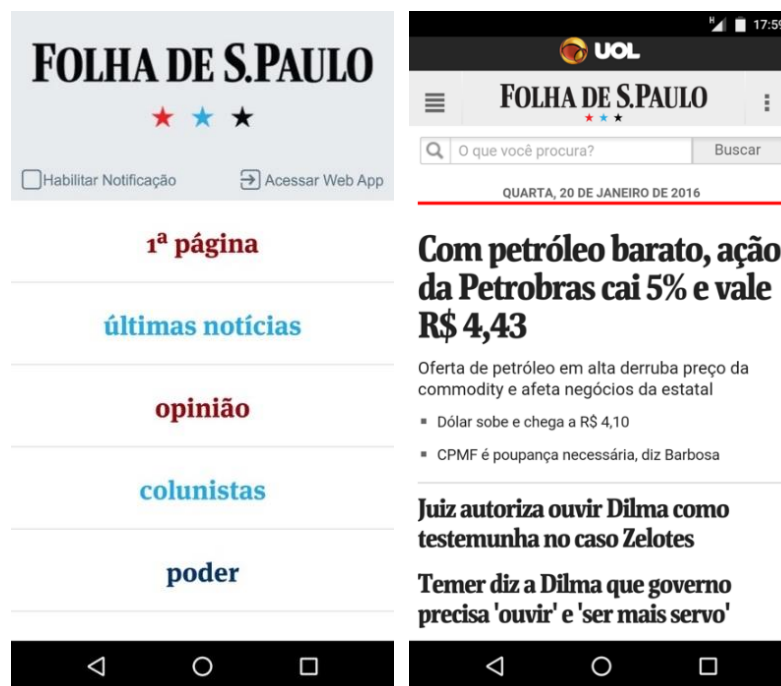 FOLHA DE S.PAULO
Habilitar Notificação
Acessar Web App
1ª página
últimas notícias
opinião
colunistas
poder
H
17:59
UOL
FOLHA DE S.PAULO
O que você procura?
Buscar
QUARTA, 20 DE JANEIRO DE 2016
Com petróleo barato, ação
da Petrobras cai 5% e vale
R$ 4,43
Oferta de petróleo em alta derruba preço da
commodity e afeta negócios da estatal
Dólar sobe e chega a R$ 4,10
CPMF é poupança necessária, diz Barbosa
Juiz autoriza ouvir Dilma como
testemunha no caso Zelotes
Temer diz a Dilma que governo
precisa 'ouvir' e 'ser mais servo'